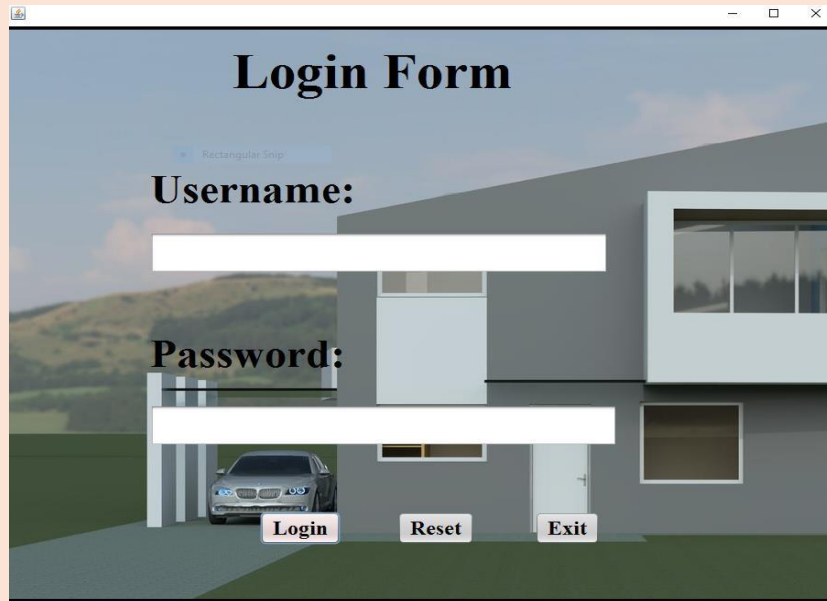 Login Form
Rectangular Snip
Username:
Password:
Login Reset Exit